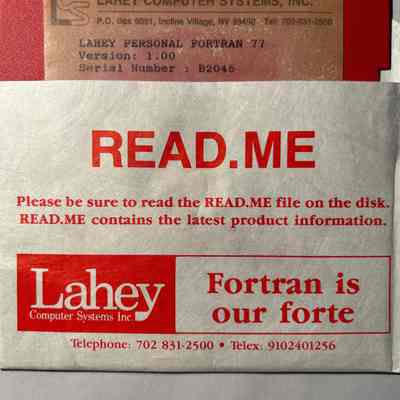 LAHEY COMPUTER SYSTEMS, INC.
P.O. Box 6091, Incline Village, NV 89450 Tel: 702-831-2500
LAHEY PERSONAL FORTRAN 77
Version: 1.00
Serial Number : B2045
READ.ME
Please be sure to read the READ.ME file on the disk.
READ.ME contains the latest product information.
Lahey
Computer Systems Inc.
Fortran is
our forte
Telephone: 702 831-2500 • Telex: 9102401256